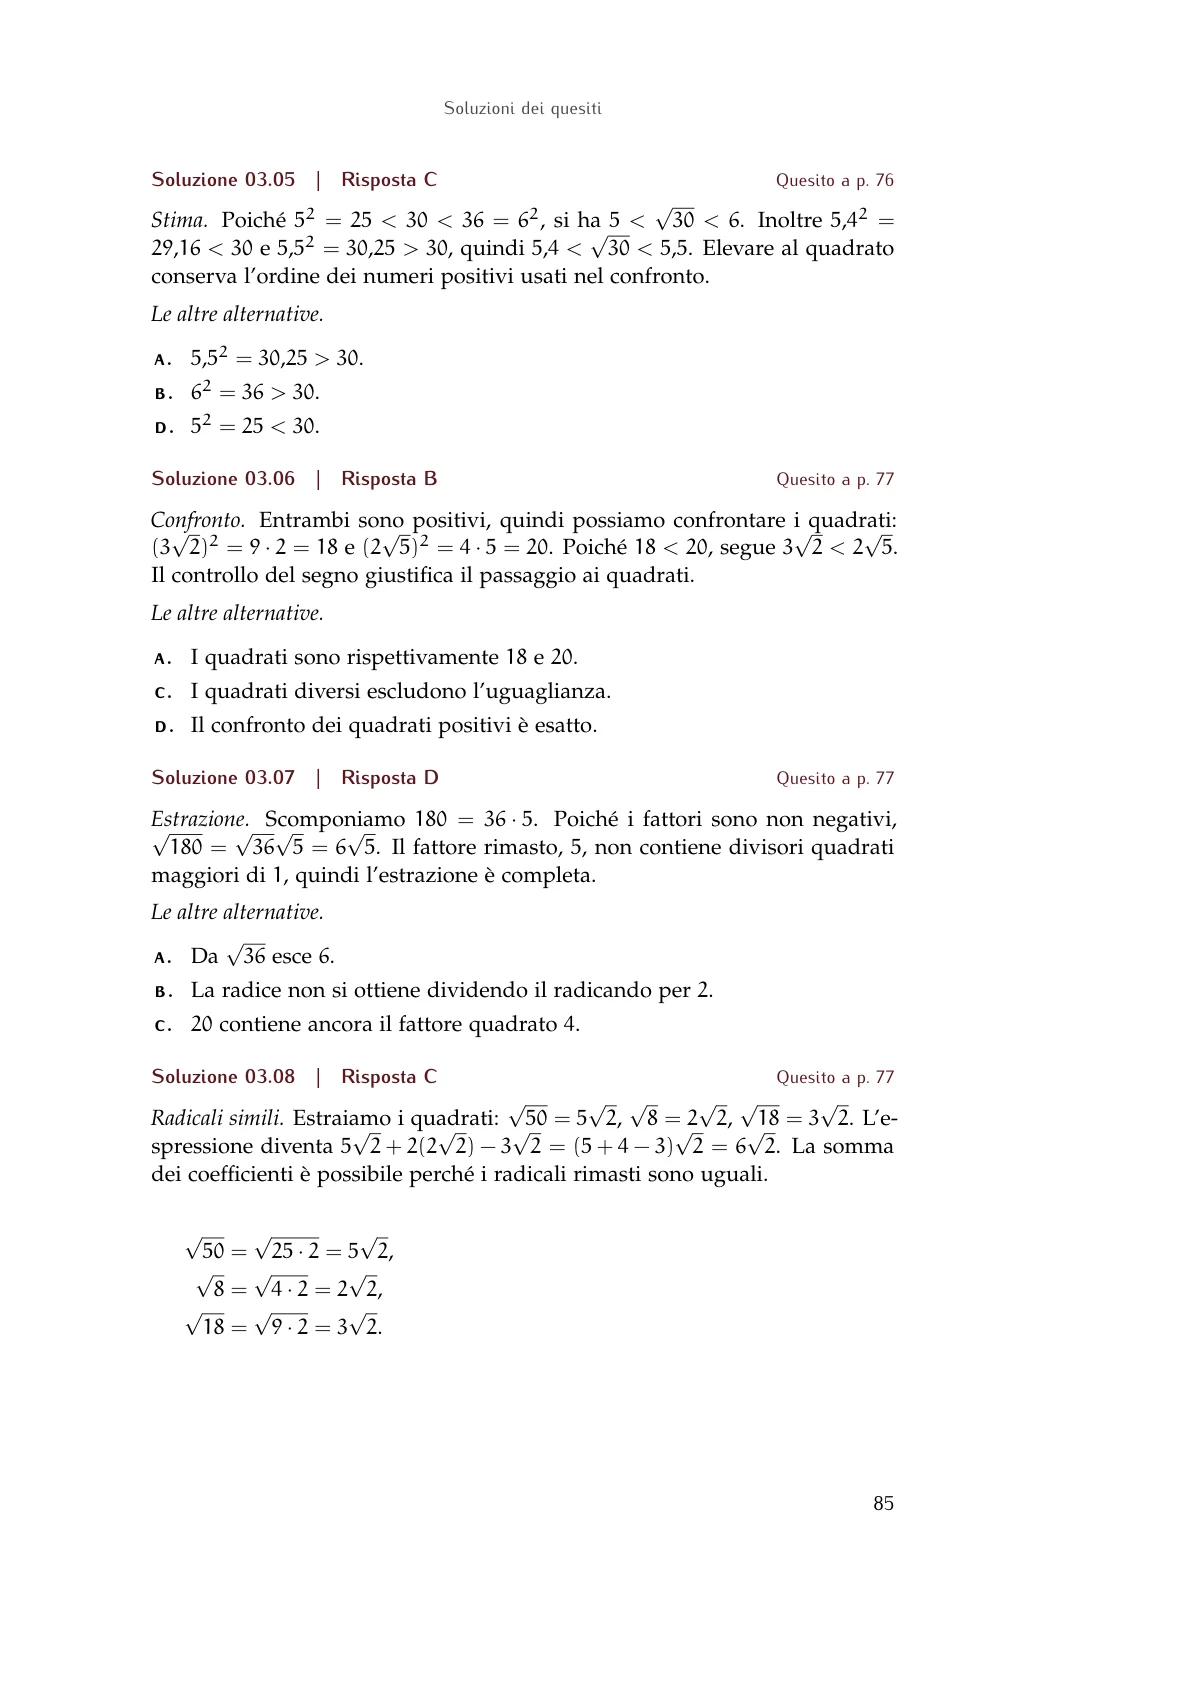 Soluzioni dei quesiti
Soluzione 03.05 | Risposta C Quesito a p. 76
Stima. Poiché 5² = 25 < 30 < 36 = 6², si ha 5 < √30 < 6. Inoltre 5,4² =
29,16 < 30 e 5,5² = 30,25 > 30, quindi 5,4 < √30 < 5,5. Elevare al quadrato
conserva l'ordine dei numeri positivi usati nel confronto.
Le altre alternative.
A. 5,5² = 30,25 > 30.
B. 6² = 36 > 30.
D. 5² = 25 < 30.
Soluzione 03.06 | Risposta B Quesito a p. 77
Confronto. Entrambi sono positivi, quindi possiamo confrontare i quadrati:
(3√2)² = 9 · 2 = 18 e (2√5)² = 4 · 5 = 20. Poiché 18 < 20, segue 3√2 < 2√5.
Il controllo del segno giustifica il passaggio ai quadrati.
Le altre alternative.
A. I quadrati sono rispettivamente 18 e 20.
C. I quadrati diversi escludono l'uguaglianza.
D. Il confronto dei quadrati positivi è esatto.
Soluzione 03.07 | Risposta D Quesito a p. 77
Estrazione. Scomponiamo 180 = 36 · 5. Poiché i fattori sono non negativi,
√180 = √36√5 = 6√5. Il fattore rimasto, 5, non contiene divisori quadrati
maggiori di 1, quindi l'estrazione è completa.
Le altre alternative.
A. Da √36 esce 6.
B. La radice non si ottiene dividendo il radicando per 2.
C. 20 contiene ancora il fattore quadrato 4.
Soluzione 03.08 | Risposta C Quesito a p. 77
Radicali simili. Estraiamo i quadrati: √50 = 5√2, √8 = 2√2, √18 = 3√2. L'e-
spressione diventa 5√2 + 2(2√2) − 3√2 = (5 + 4 − 3)√2 = 6√2. La somma
dei coefficienti è possibile perché i radicali rimasti sono uguali.
√50 = √(25 · 2) = 5√2,
√8 = √(4 · 2) = 2√2,
√18 = √(9 · 2) = 3√2.
85